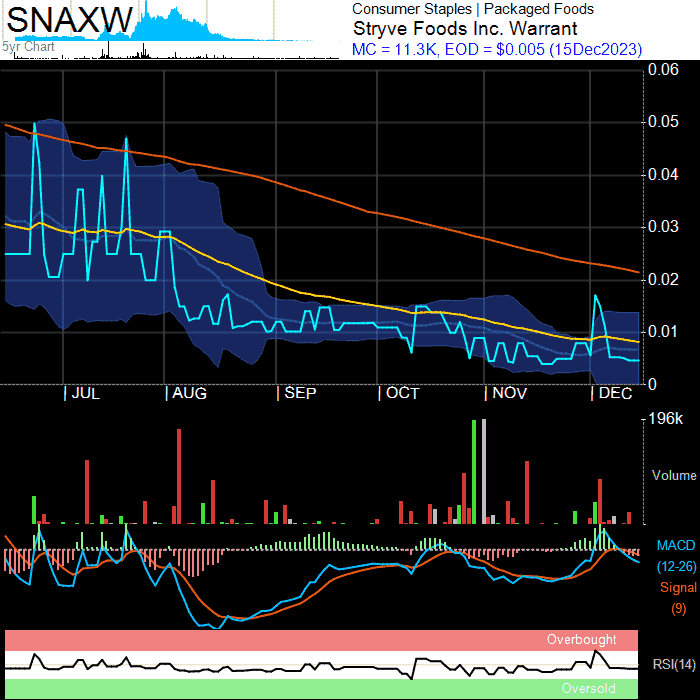 SNAXW
5yr Chart
Consumer Staples | Packaged Foods
Stryve Foods Inc. Warrant
MC = 11.3K, EOD = $0.005 (15Dec2023)
0.06
0.05
0.04
0.03
0.02
0.01
0
| JUL | AUG | SEP | OCT | NOV | DEC
196k
Volume
MACD
(12-26)
Signal
(9)
Overbought
RSI(14)
Oversold